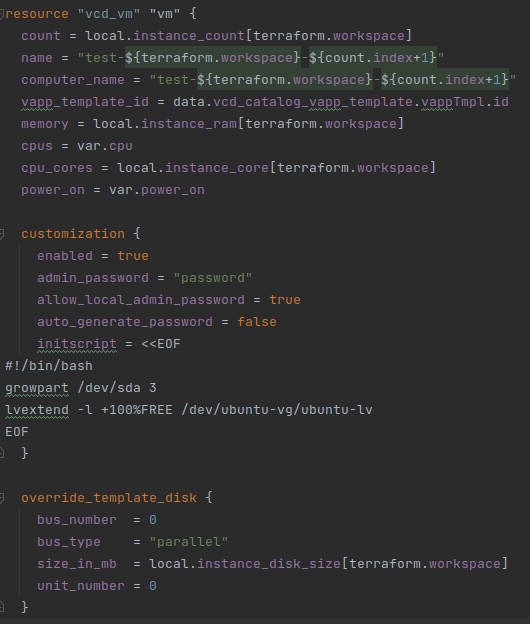 resource "vcd_vm" "vm" {
  count = local.instance_count[terraform.workspace]
  name = "test-${terraform.workspace}-${count.index+1}"
  computer_name = "test-${terraform.workspace}-${count.index+1}"
  vapp_template_id = data.vcd_catalog_vapp_template.vappTmpl.id
  memory = local.instance_ram[terraform.workspace]
  cpus = var.cpu
  cpu_cores = local.instance_core[terraform.workspace]
  power_on = var.power_on

  customization {
    enabled = true
    admin_password = "password"
    allow_local_admin_password = true
    auto_generate_password = false
    initscript = <<EOF
#!/bin/bash
growpart /dev/sda 3
lvextend -l +100%FREE /dev/ubuntu-vg/ubuntu-lv
EOF
  }

  override_template_disk {
    bus_number  = 0
    bus_type    = "parallel"
    size_in_mb  = local.instance_disk_size[terraform.workspace]
    unit_number = 0
  }